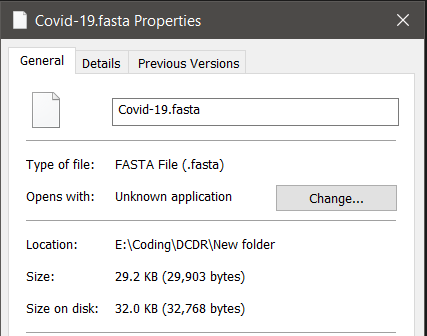 Covid-19.fasta Properties
General Details Previous Versions
Covid-19.fasta
Type of file: FASTA File (.fasta)
Opens with: Unknown application Change...
Location: E:\Coding\DCDR\New folder
Size: 29.2 KB (29,903 bytes)
Size on disk: 32.0 KB (32,768 bytes)